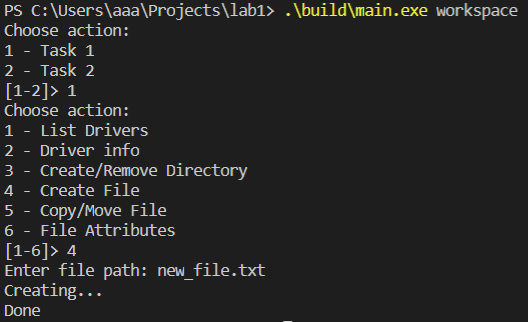 PS C:\Users\aaa\Projects\lab1> .\build\main.exe workspace
Choose action:
1 - Task 1
2 - Task 2
[1-2]> 1
Choose action:
1 - List Drivers
2 - Driver info
3 - Create/Remove Directory
4 - Create File
5 - Copy/Move File
6 - File Attributes
[1-6]> 4
Enter file path: new_file.txt
Creating...
Done